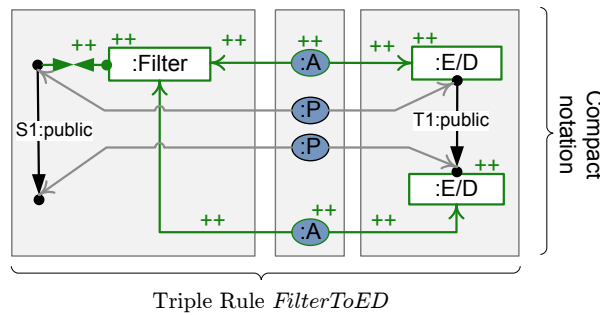 ++ ++ ++ ++ ++ ++
:Filter :A :E/D
:P
S1:public T1:public
:P
++
:E/D
++ ++ ++
:A
Compact
notation
Triple Rule FilterToED